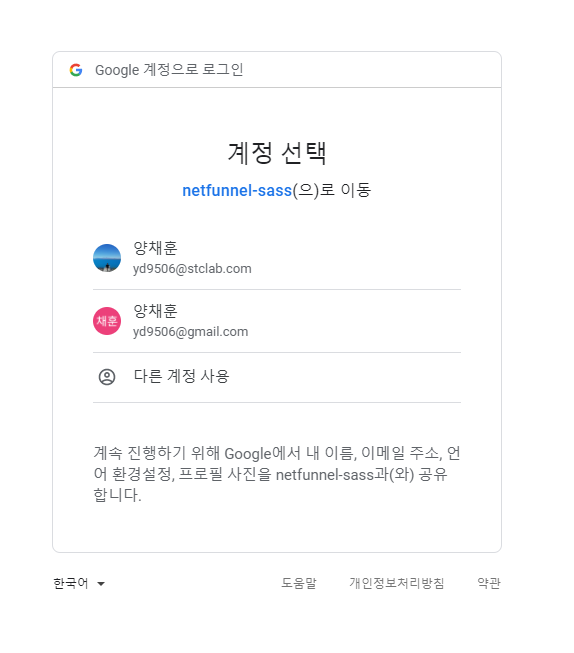 Google 계정으로 로그인
계정 선택
netfunnel-sass(으)로 이동
양채훈
yd9506@stclab.com
채훈
양채훈
yd9506@gmail.com
다른 계정 사용
계속 진행하기 위해 Google에서 내 이름, 이메일 주소, 언
어 환경설정, 프로필 사진을 netfunnel-sass과(와) 공유
합니다.
한국어
도움말 개인정보처리방침 약관